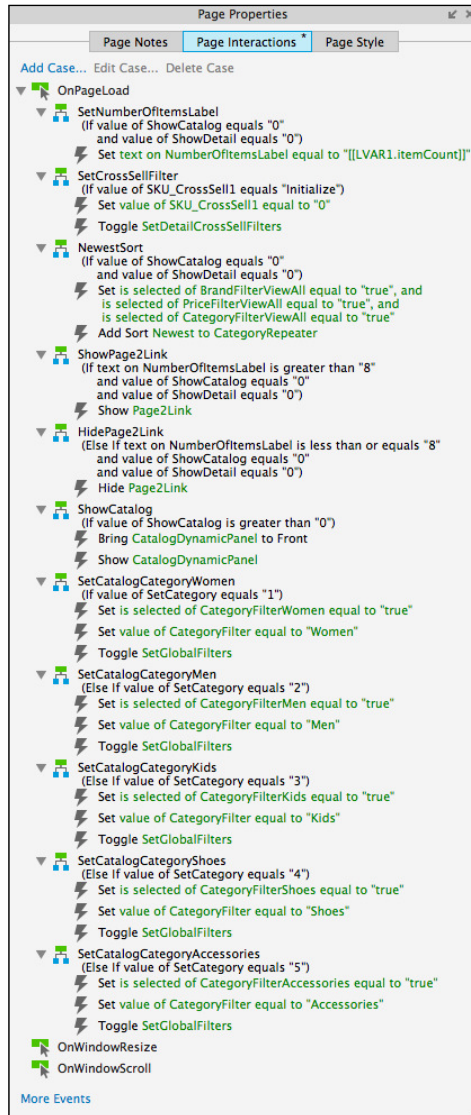 Page Properties
Page Notes
Page Interactions *
Page Style
Add Case... Edit Case... Delete Case
OnPageLoad
SetNumberOfItemsLabel
(If value of ShowCatalog equals "0"
and value of ShowDetail equals "0")
Set text on NumberOfItemsLabel equal to "[[LVAR1.itemCount]]"
SetCrossSellFilter
(If value of SKU_CrossSell1 equals "Initialize")
Set value of SKU_CrossSell1 equal to "0"
Toggle SetDetailCrossSellFilters
NewestSort
(If value of ShowCatalog equals "0"
and value of ShowDetail equals "0")
Set is selected of BrandFilterViewAll equal to "true", and
is selected of PriceFilterViewAll equal to "true", and
is selected of CategoryFilterViewAll equal to "true"
Add Sort Newest to CategoryRepeater
ShowPage2Link
(If text on NumberOfItemsLabel is greater than "8"
and value of ShowCatalog equals "0"
and value of ShowDetail equals "0")
Show Page2Link
HidePage2Link
(Else If text on NumberOfItemsLabel is less than or equals "8"
and value of ShowCatalog equals "0"
and value of ShowDetail equals "0")
Hide Page2Link
ShowCatalog
(If value of ShowCatalog is greater than "0")
Bring CatalogDynamicPanel to Front
Show CatalogDynamicPanel
SetCatalogCategoryWomen
(If value of SetCategory equals "1")
Set is selected of CategoryFilterWomen equal to "true"
Set value of CategoryFilter equal to "Women"
Toggle SetGlobalFilters
SetCatalogCategoryMen
(Else If value of SetCategory equals "2")
Set is selected of CategoryFilterMen equal to "true"
Set value of CategoryFilter equal to "Men"
Toggle SetGlobalFilters
SetCatalogCategoryKids
(Else If value of SetCategory equals "3")
Set is selected of CategoryFilterKids equal to "true"
Set value of CategoryFilter equal to "Kids"
Toggle SetGlobalFilters
SetCatalogCategoryShoes
(Else If value of SetCategory equals "4")
Set is selected of CategoryFilterShoes equal to "true"
Set value of CategoryFilter equal to "Shoes"
Toggle SetGlobalFilters
SetCatalogCategoryAccessories
(Else If value of SetCategory equals "5")
Set is selected of CategoryFilterAccessories equal to "true"
Set value of CategoryFilter equal to "Accessories"
Toggle SetGlobalFilters
OnWindowResize
OnWindowScroll
More Events